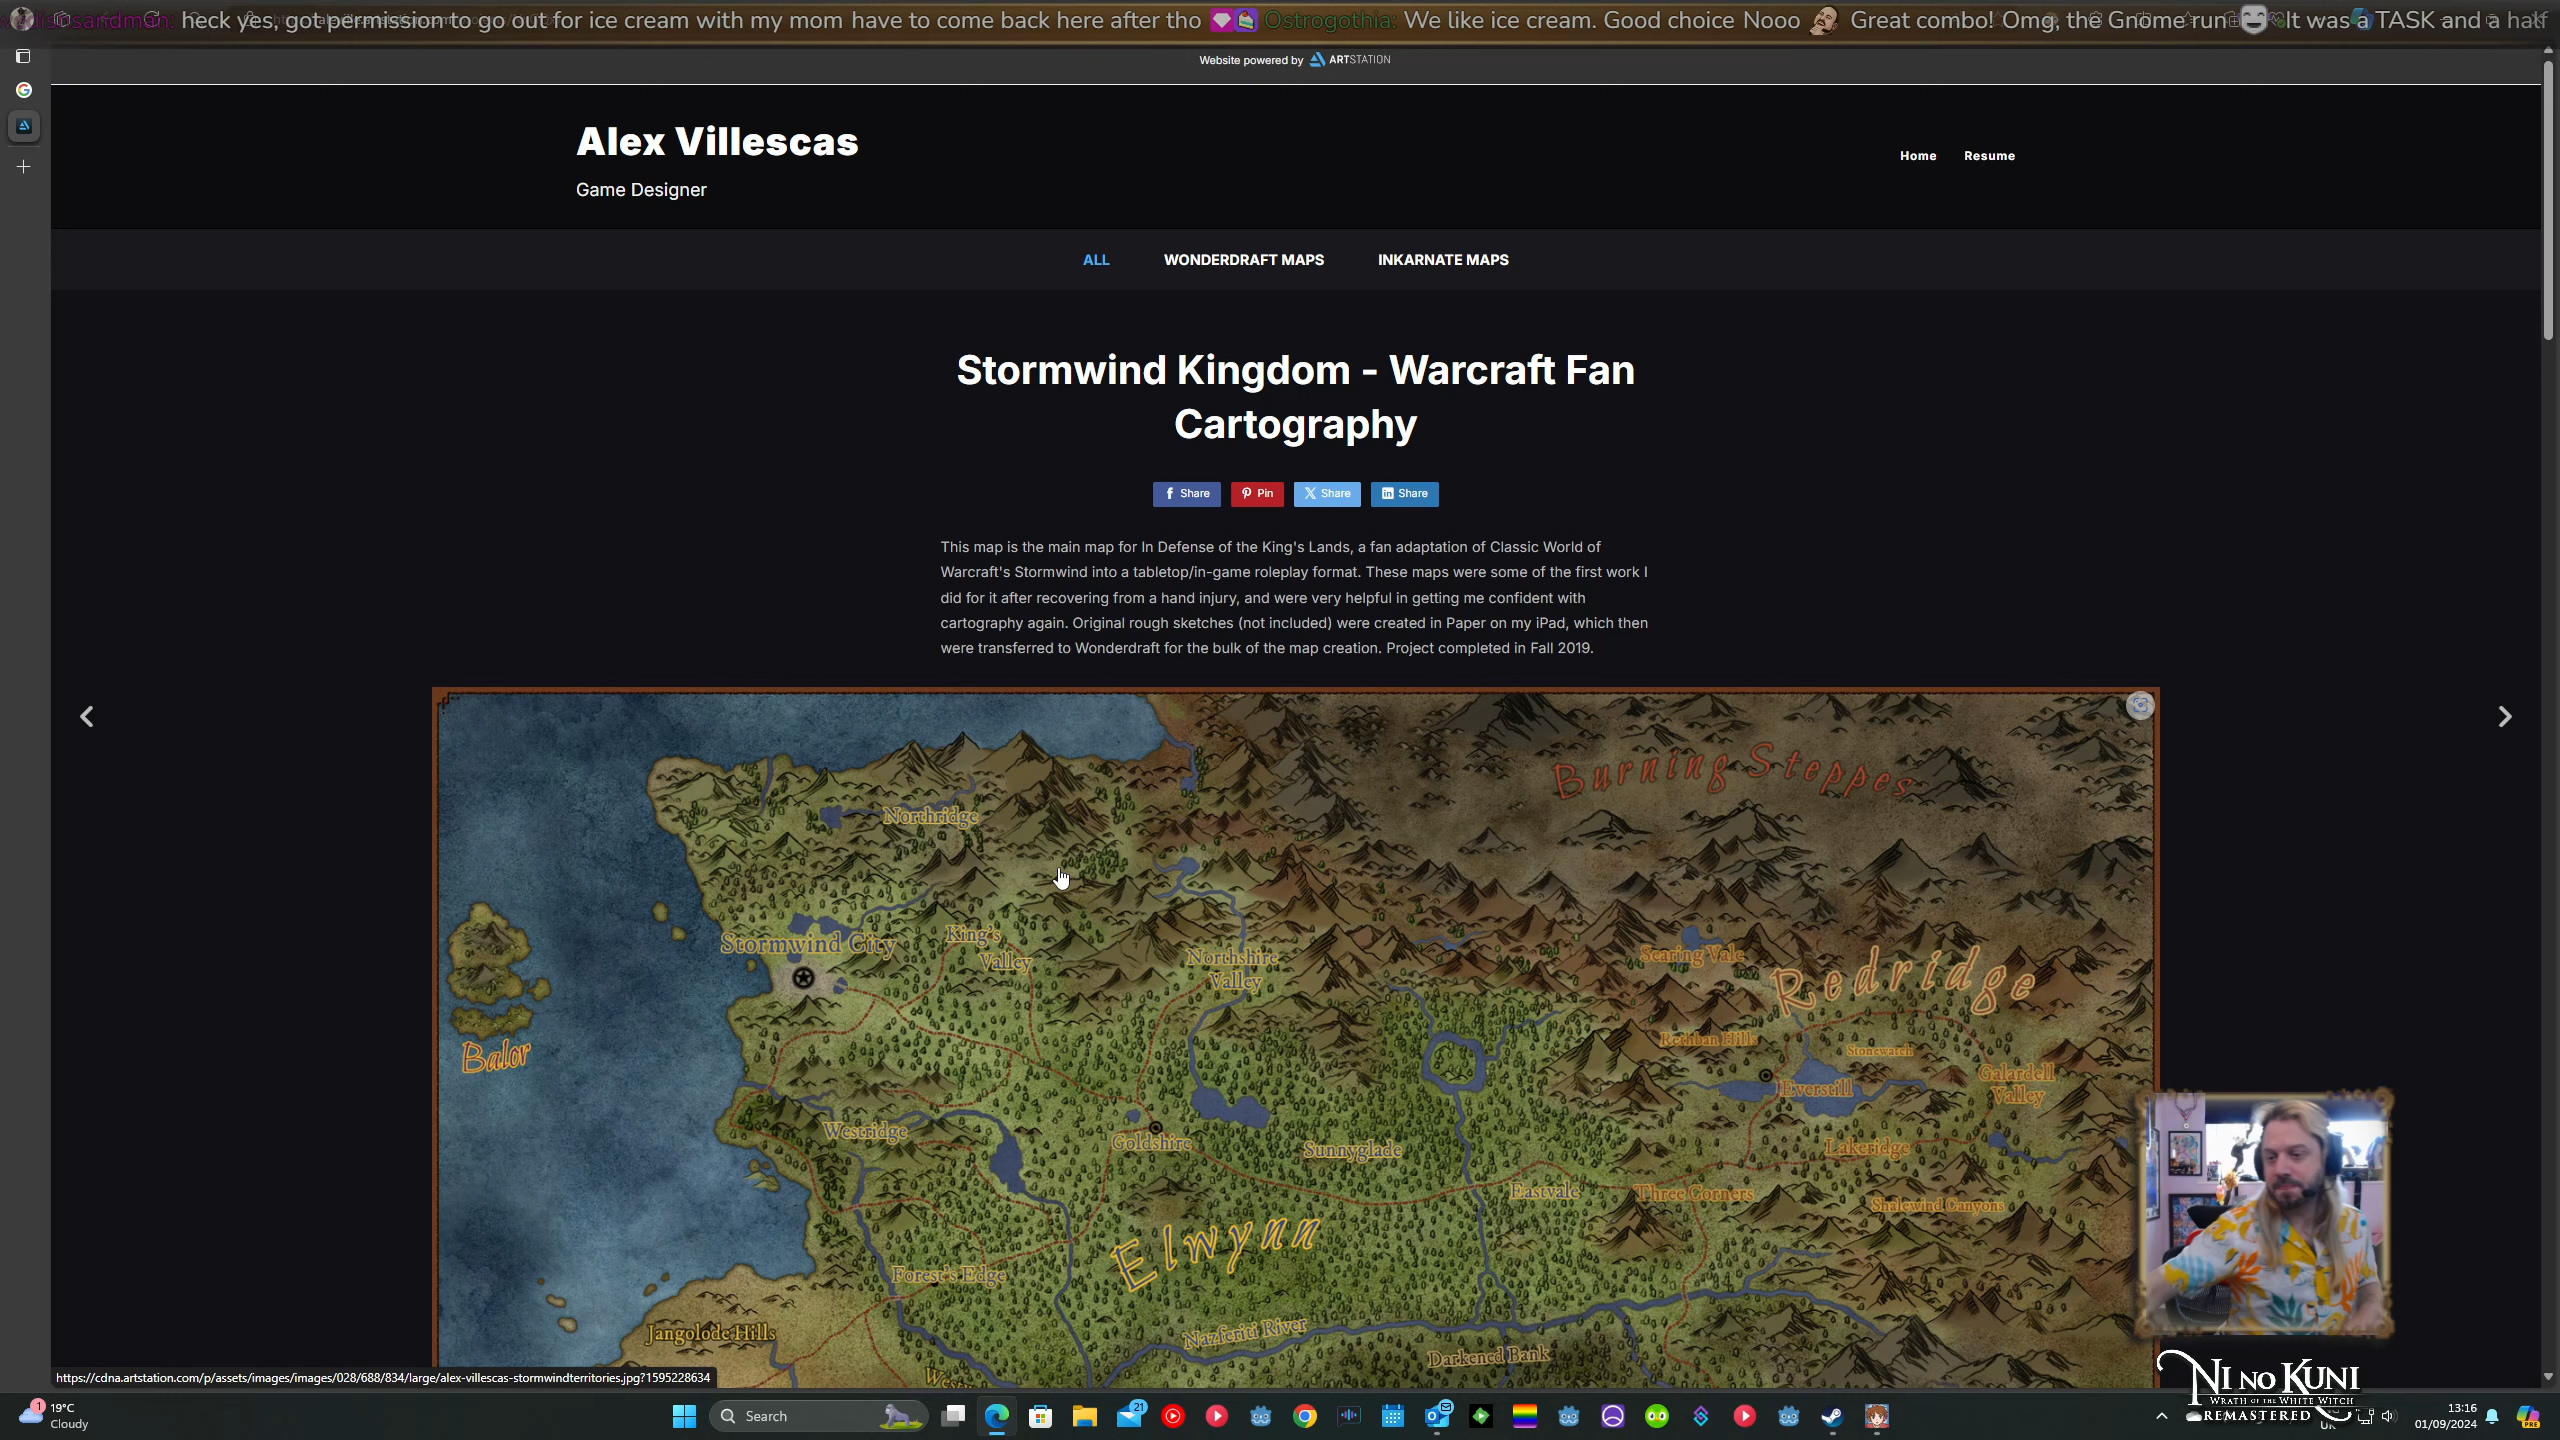 heck yes, got permission to go out for ice cream with my mom have to come back here after tho Ostrogothia: We like ice cream. Good choice Nooo Great combo! Omg, the Gnome run It was a TASK and a half
Website powered by ARTSTATION
Alex Villescas
Game Designer
Home Resume
ALL WONDERDRAFT MAPS INKARNATE MAPS
Stormwind Kingdom - Warcraft Fan
Cartography
Share Pin Share Share
This map is the main map for In Defense of the King's Lands, a fan adaptation of Classic World of
Warcraft's Stormwind into a tabletop/in-game roleplay format. These maps were some of the first work I
did for it after recovering from a hand injury, and were very helpful in getting me confident with
cartography again. Original rough sketches (not included) were created in Paper on my iPad, which then
were transferred to Wonderdraft for the bulk of the map creation. Project completed in Fall 2019.
Burning Steppes
Northridge
Stormwind City
King's
Valley
Northshire
Valley
Searing Vale
Redridge
Rethban Hills
Stonewatch
Galardell
Valley
Everstill
Balor
Westridge
Goldshire
Sunnyglade
Lakeridge
Eastvale
Three Corners
Shalewind Canyons
Elwynn
Forest's Edge
Jangolode Hills
Nazferiti River
Darkened Bank
https://cdna.artstation.com/p/assets/images/images/028/688/834/large/alex-villescas-stormwindterritories.jpg?1595228634
NI NO KUNI
WRATH OF THE WHITE WITCH
REMASTERED
1
19°C
Cloudy
Search
21
13:16
01/09/2024
PRE